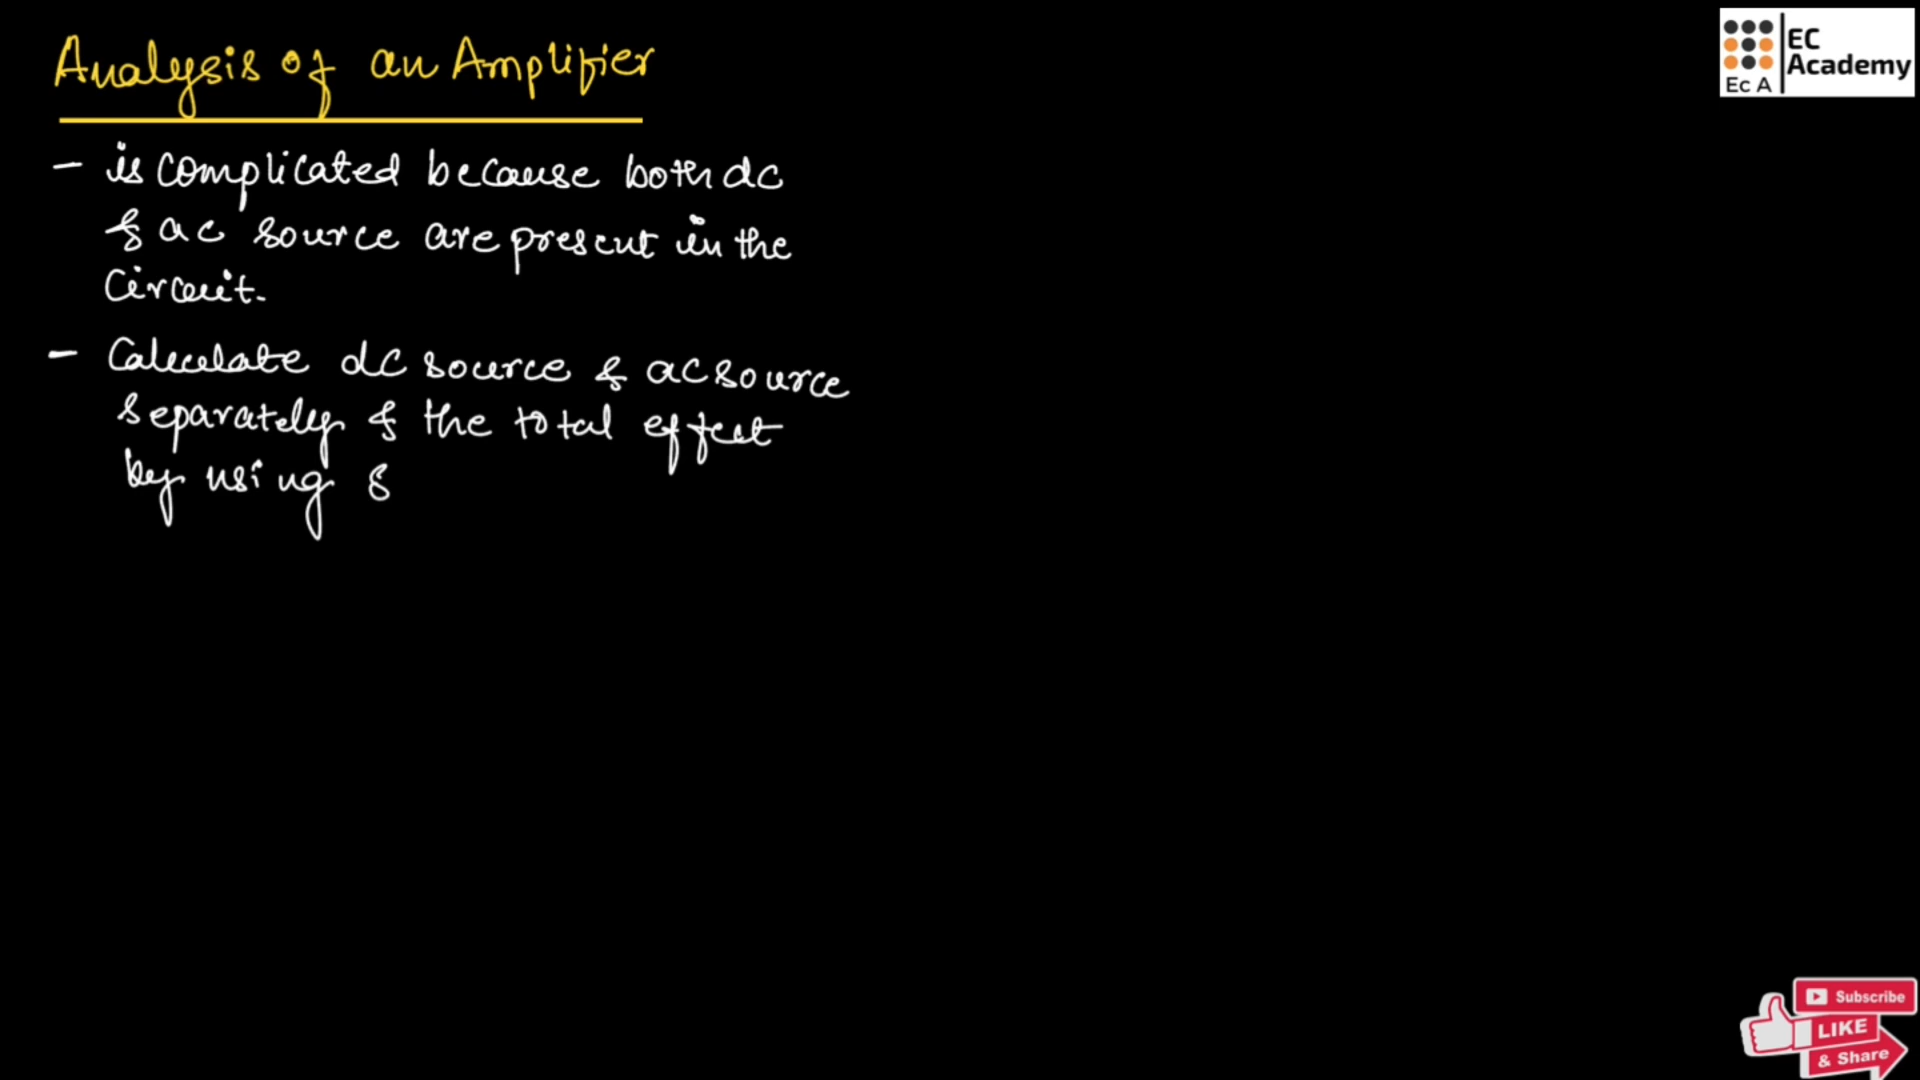 Analysis of an Amplifier
- is complicated because both dc
& ac source are present in the
circuit.
- Calculate dc source & ac source
separately & the total effect
by using s
EC
Academy
Ec A
Subscribe
LIKE
& Share